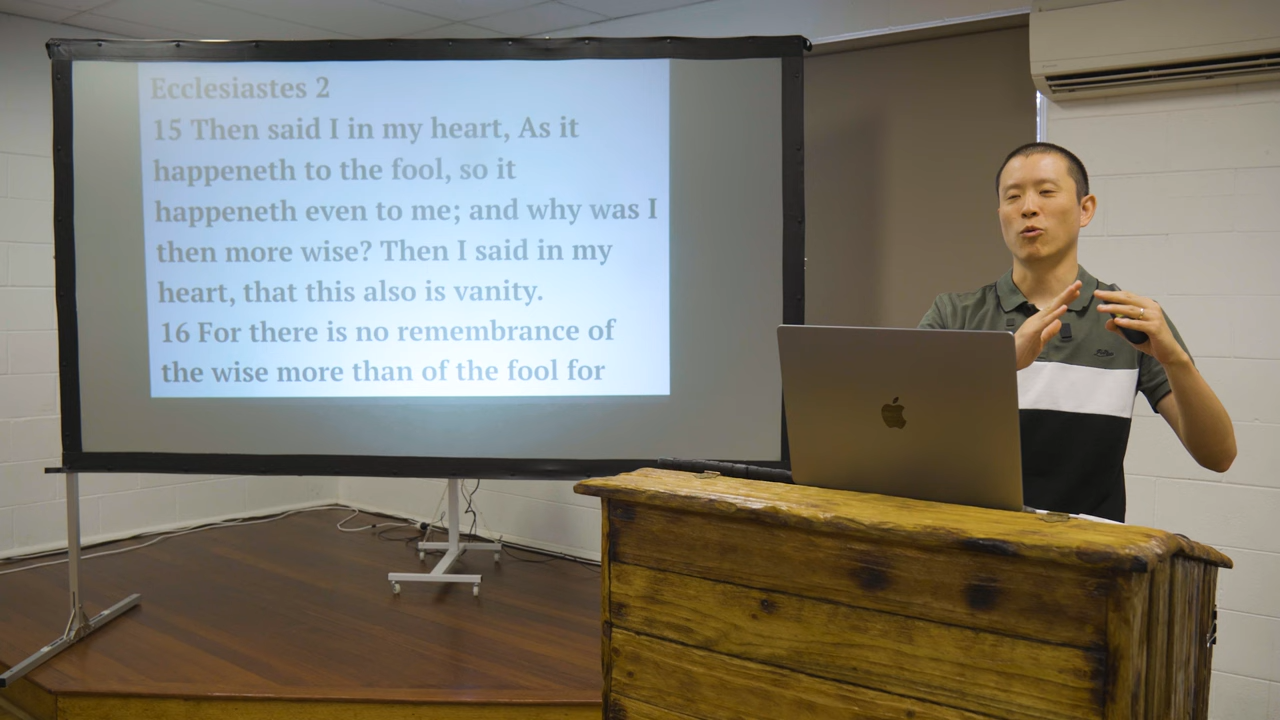 Ecclesiastes 2
15 Then said I in my heart, As it
happeneth to the fool, so it
happeneth even to me; and why was I
then more wise? Then I said in my
heart, that this also is vanity.
16 For there is no remembrance of
the wise more than of the fool for